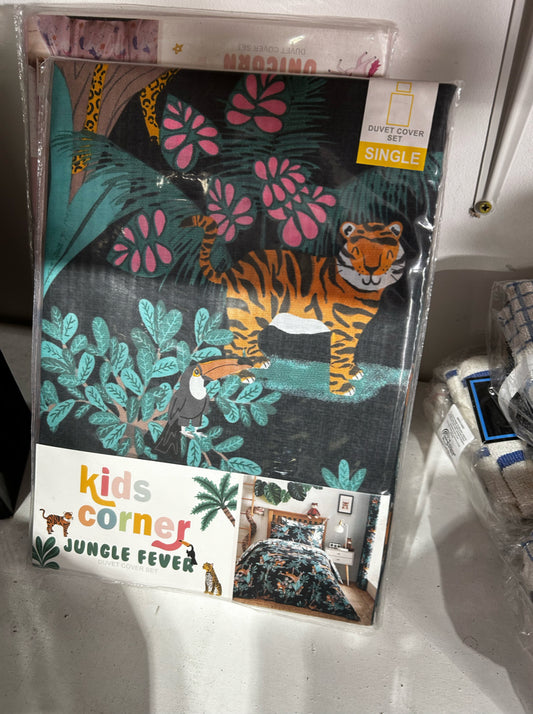 DUVET COVER SET
UNICORN
DUVET COVER
SET
SINGLE
kids
corner
JUNGLE FEVER
DUVET COVER SET